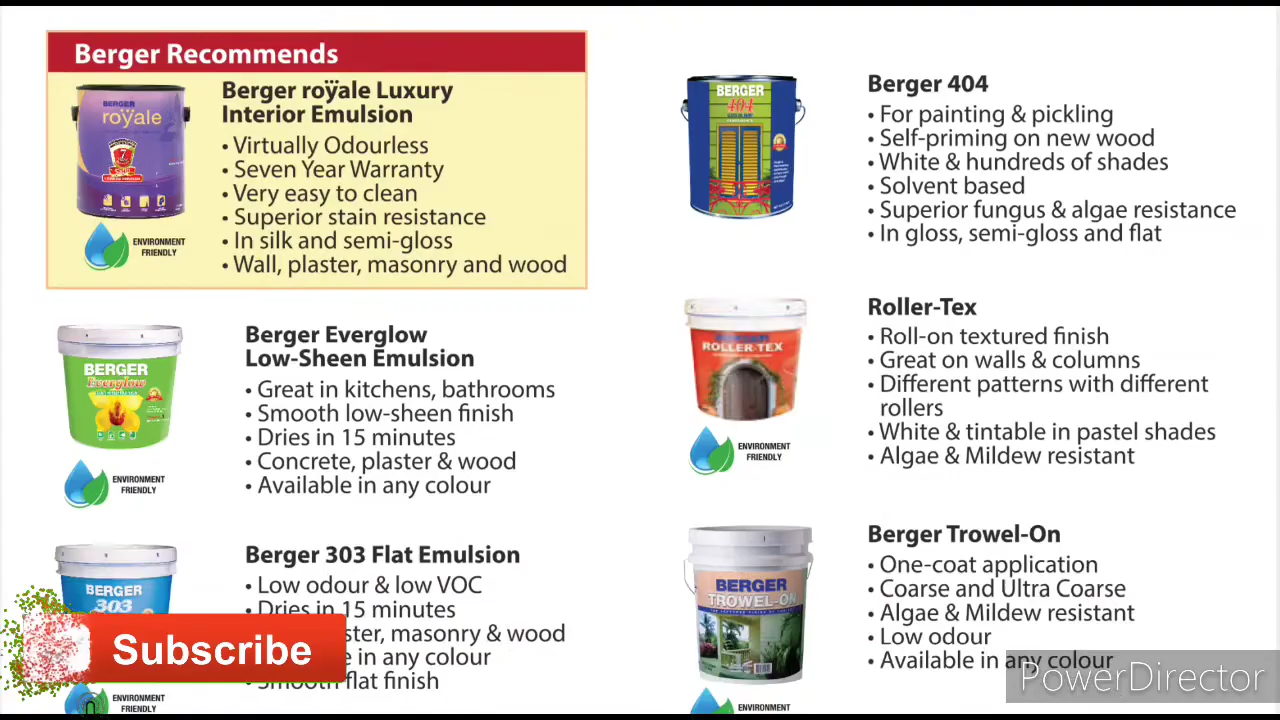 Berger Recommends
BERGER
royale
Berger roÿale Luxury
Interior Emulsion
• Virtually Odourless
• Seven Year Warranty
• Very easy to clean
• Superior stain resistance
• In silk and semi-gloss
• Wall, plaster, masonry and wood
ENVIRONMENT
FRIENDLY
BERGER
Everglow
Berger Everglow
Low-Sheen Emulsion
• Great in kitchens, bathrooms
• Smooth low-sheen finish
• Dries in 15 minutes
• Concrete, plaster & wood
• Available in any colour
ENVIRONMENT
FRIENDLY
BERGER
303
Berger 303 Flat Emulsion
• Low odour & low VOC
• Dries in 15 minutes
masonry & wood
in any colour
flat finish
Subscribe
ENVIRONMENT
FRIENDLY
BERGER
404
Berger 404
• For painting & pickling
• Self-priming on new wood
• White & hundreds of shades
• Solvent based
• Superior fungus & algae resistance
• In gloss, semi-gloss and flat
ROLLER-TEX
Roller-Tex
• Roll-on textured finish
• Great on walls & columns
• Different patterns with different
rollers
• White & tintable in pastel shades
• Algae & Mildew resistant
ENVIRONMENT
FRIENDLY
BERGER
TROWEL-ON
Berger Trowel-On
• One-coat application
• Coarse and Ultra Coarse
• Algae & Mildew resistant
• Low odour
• Available in any colour
ENVIRONMENT
PowerDirector